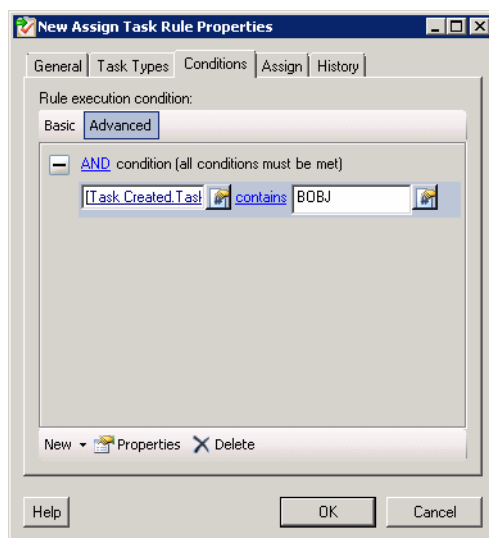 New Assign Task Rule Properties
General Task Types Conditions Assign History
Rule execution condition:
Basic Advanced
AND condition (all conditions must be met)
[Task Created.Task contains BOBJ
New Properties Delete
Help OK Cancel